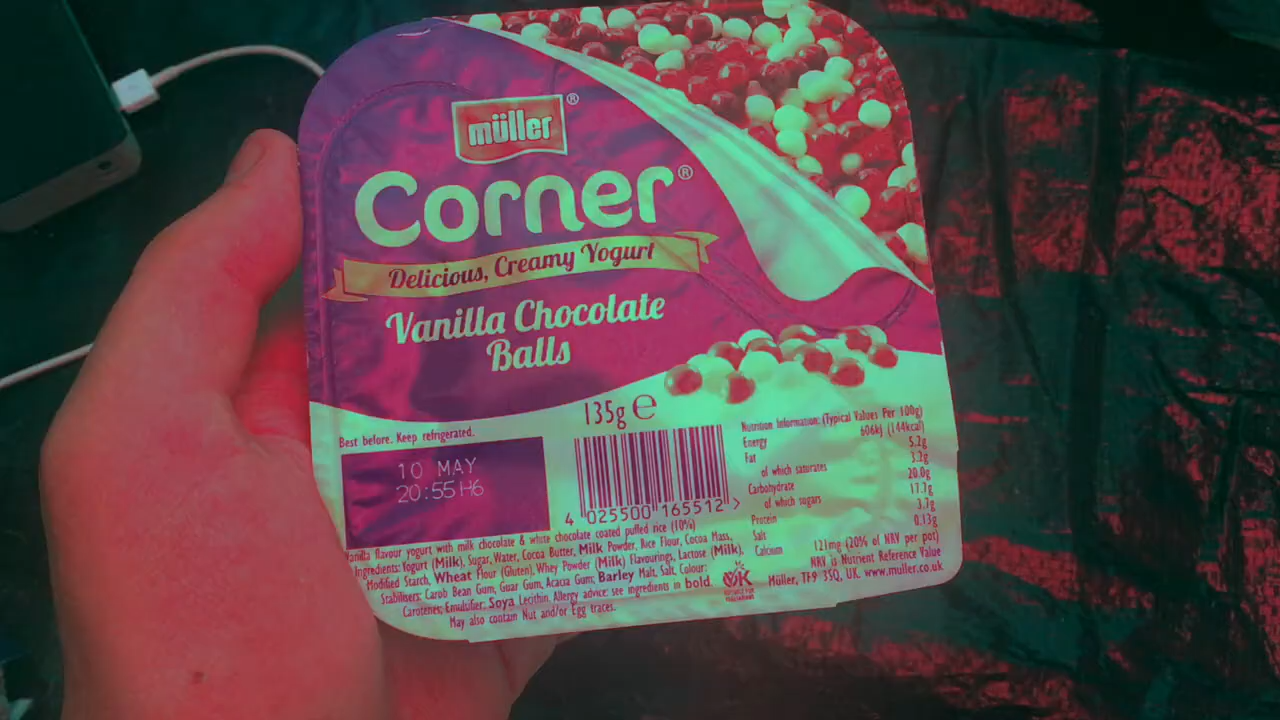 müller®
Corner®
Delicious, Creamy Yogurt
Vanilla Chocolate
Balls
135g e
Best before. Keep refrigerated.
10 MAY
20:55 H6
4 025500 165512 >
Nutrition Information: (Typical Values Per 100g)
Energy 606kJ (144kcal)
Fat 5.2g
of which saturates 3.2g
Carbohydrate 20.0g
of which sugars 17.7g
Protein 3.7g
Salt 0.13g
Calcium 121mg (20% of NRV per pot)
NRV is Nutrient Reference Value
Müller, TF9 3SQ, UK. www.muller.co.uk
Vanilla flavour yogurt with milk chocolate & white chocolate coated puffed rice (10%)
Ingredients: Yogurt (Milk), Sugar, Water, Cocoa Butter, Milk Powder, Rice Flour, Cocoa Mass,
Modified Starch, Wheat Flour (Gluten), Whey Powder (Milk) Flavourings, Lactose (Milk),
Stabilisers: Carob Bean Gum, Guar Gum, Acacia Gum; Barley Malt, Salt, Colour:
Carotenes; Emulsifier: Soya Lecithin. Allergy advice: see ingredients in bold.
May also contain Nut and/or Egg traces.